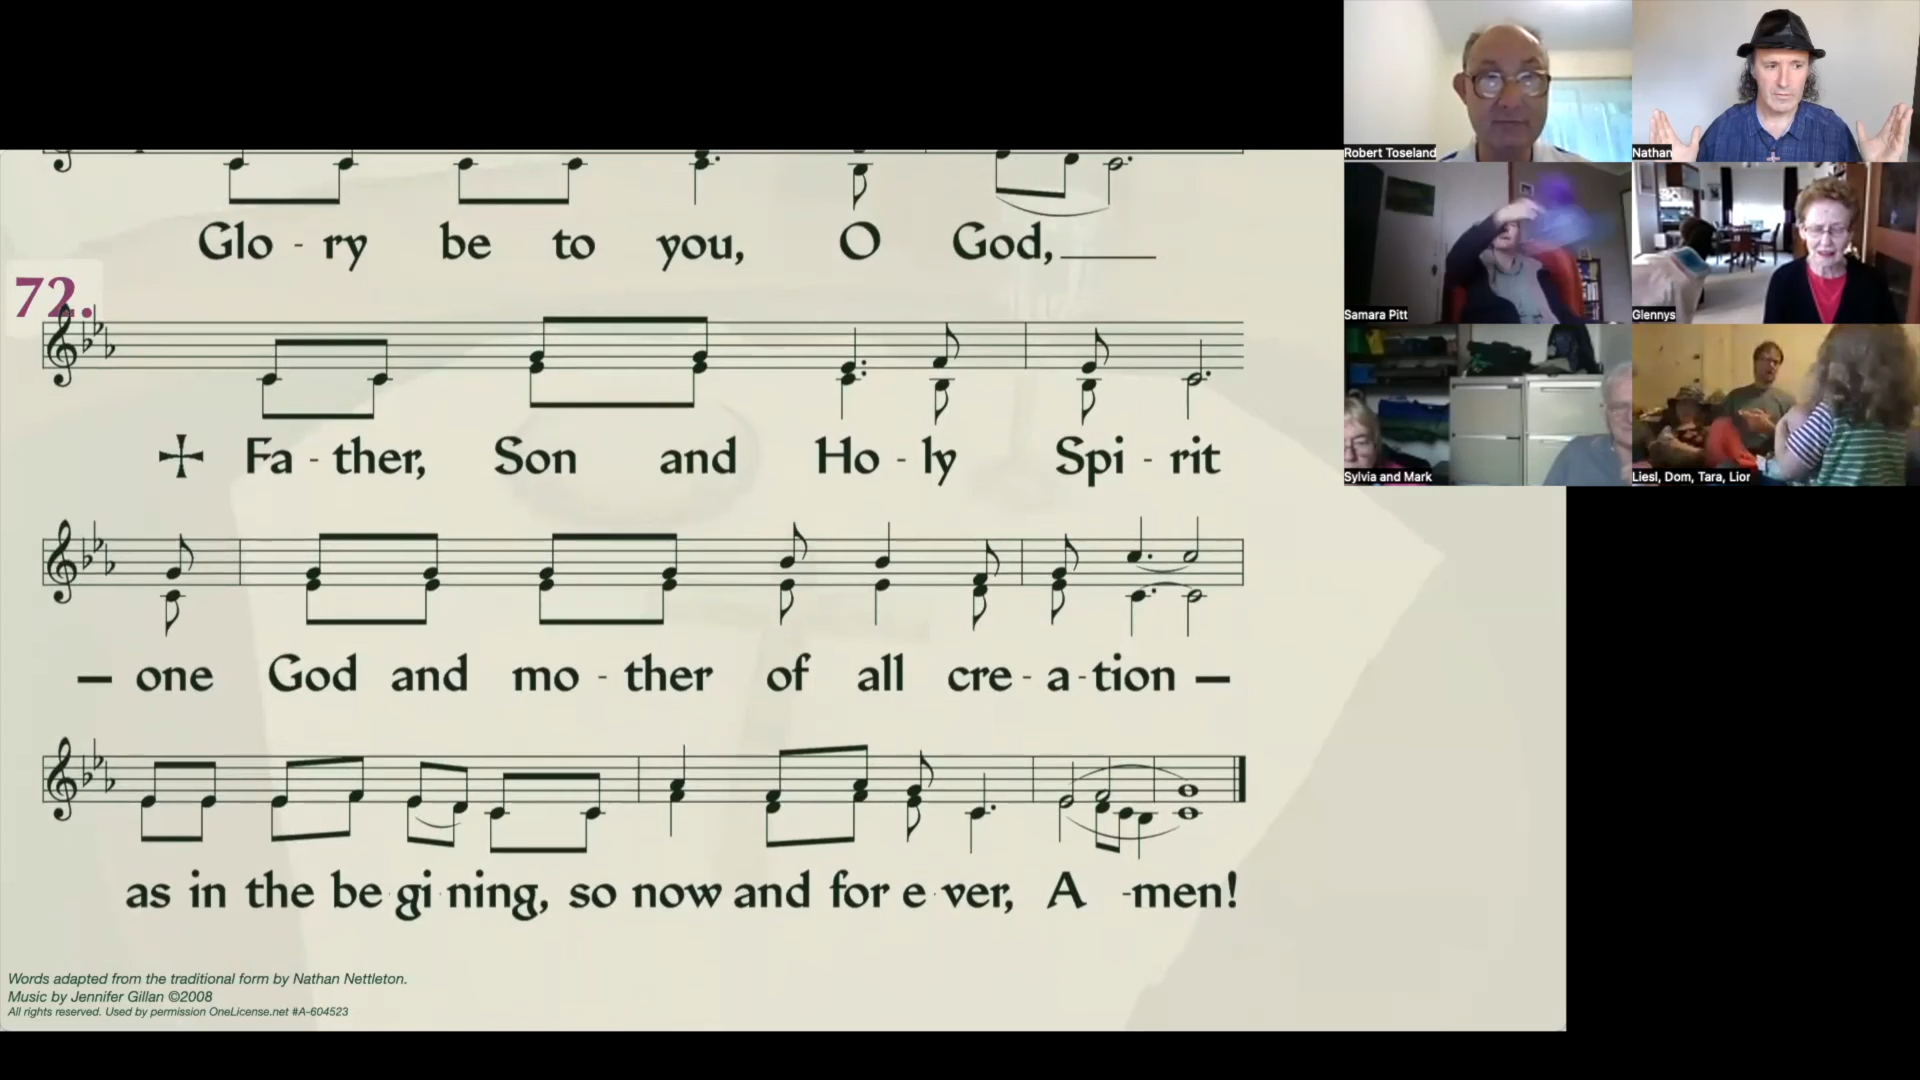 Glo - ry be to you, O God,
72.
Fa - ther, Son and Ho - ly Spi - rit
— one God and mo - ther of all cre - a - tion —
as in the be gi ning, so now and for e ver, A -men!
Words adapted from the traditional form by Nathan Nettleton.
Music by Jennifer Gillan ©2008
All rights reserved. Used by permission OneLicense.net #A-604523
Robert Toseland
Nathan
Samara Pitt
Glennys
Sylvia and Mark
Liesl, Dom, Tara, Lior